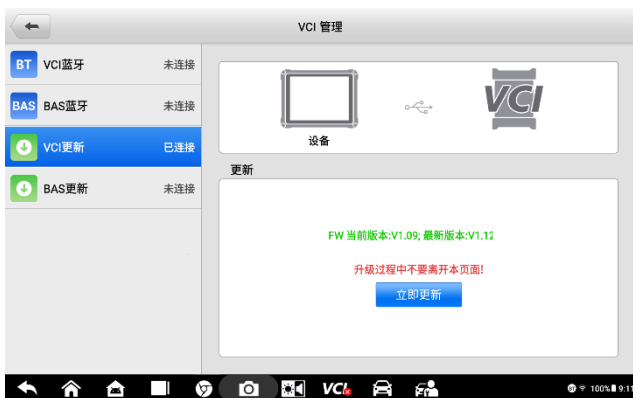 VCI 管理
BT VCI蓝牙 未连接
BAS BAS蓝牙 未连接
VCI更新 已连接
BAS更新 未连接
VCI
设备
更新
FW 当前版本:V1.09; 最新版本:V1.12
升级过程中不要离开本页面!
立即更新
VCI 100% 9:11